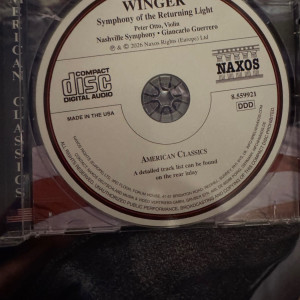 AMERICAN CLASSICS
WINGER
Symphony of the Returning Light
Peter Otto, Violin
Nashville Symphony • Giancarlo Guerrero
Naxos Rights (Europe) Ltd
COMPACT
disc
DIGITAL AUDIO
NAXOS
8.559921
DDD
MADE IN THE USA
AMERICAN CLASSICS
A detailed track list can be found
on the rear inlay